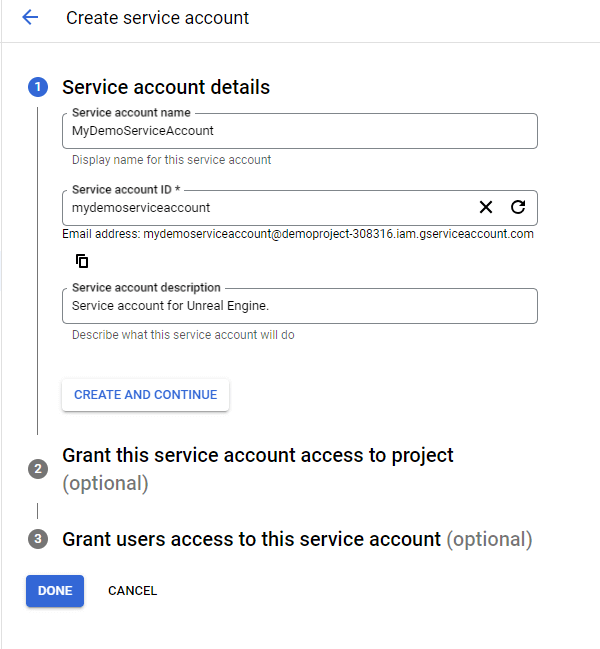 Create service account
1 Service account details
Service account name
MyDemoServiceAccount
Display name for this service account
Service account ID *
mydemoserviceaccount
Email address: mydemoserviceaccount@demoproject-308316.iam.gserviceaccount.com
Service account description
Service account for Unreal Engine.
Describe what this service account will do
CREATE AND CONTINUE
2 Grant this service account access to project
(optional)
3 Grant users access to this service account (optional)
DONE CANCEL